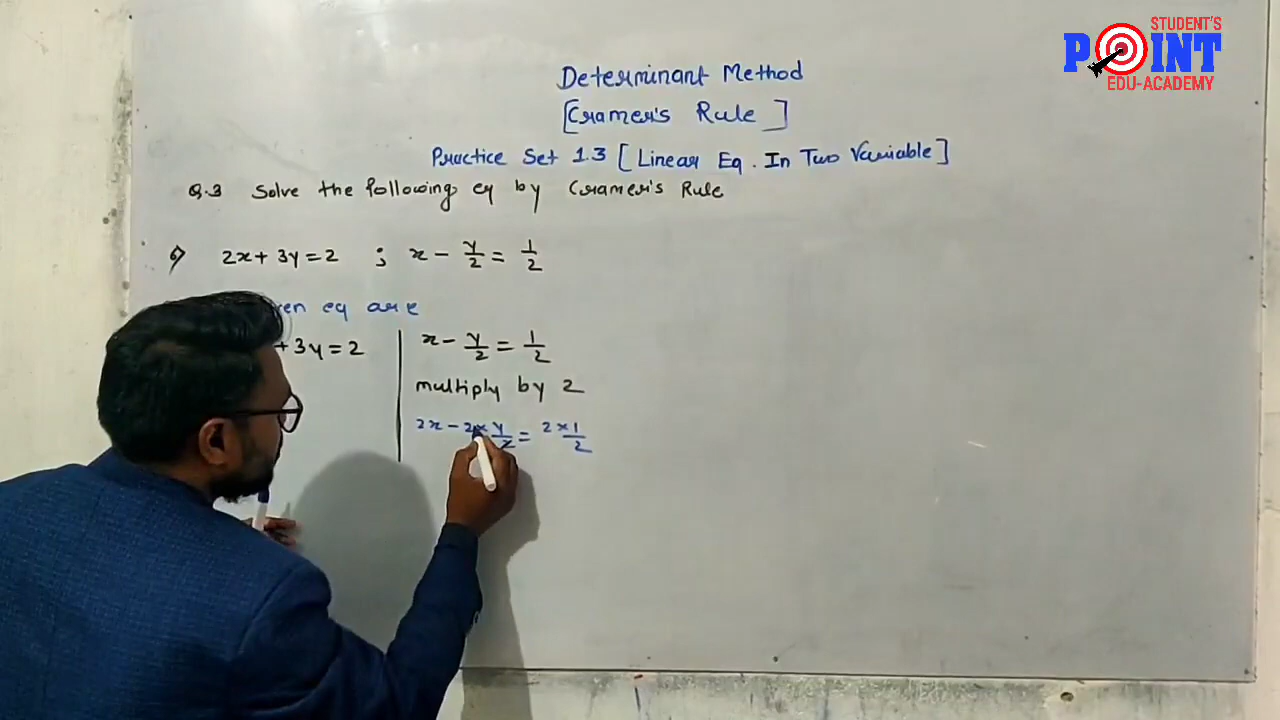 STUDENT'S
POINT
EDU-ACADEMY
Determinant Method
[Cramer's Rule]
Practice Set 1.3 [Linear Eq. In Two Variable]
Q.3 Solve the following eq by Cramer's Rule
6) 2x + 3y = 2 ; x - y/2 = 1/2
eq are
+ 3y = 2
x - y/2 = 1/2
multiply by 2
2x - 2 × y/2 = 2 × 1/2